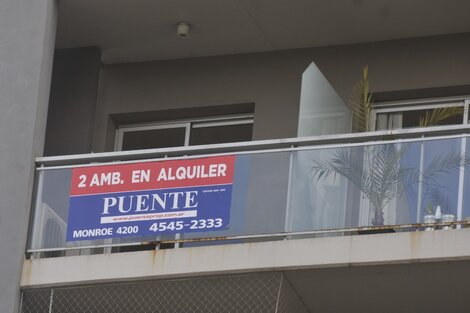 2 AMB. EN ALQUILER
PUENTE
www.puenteprop.com.ar
MONROE 4200 4545-2333